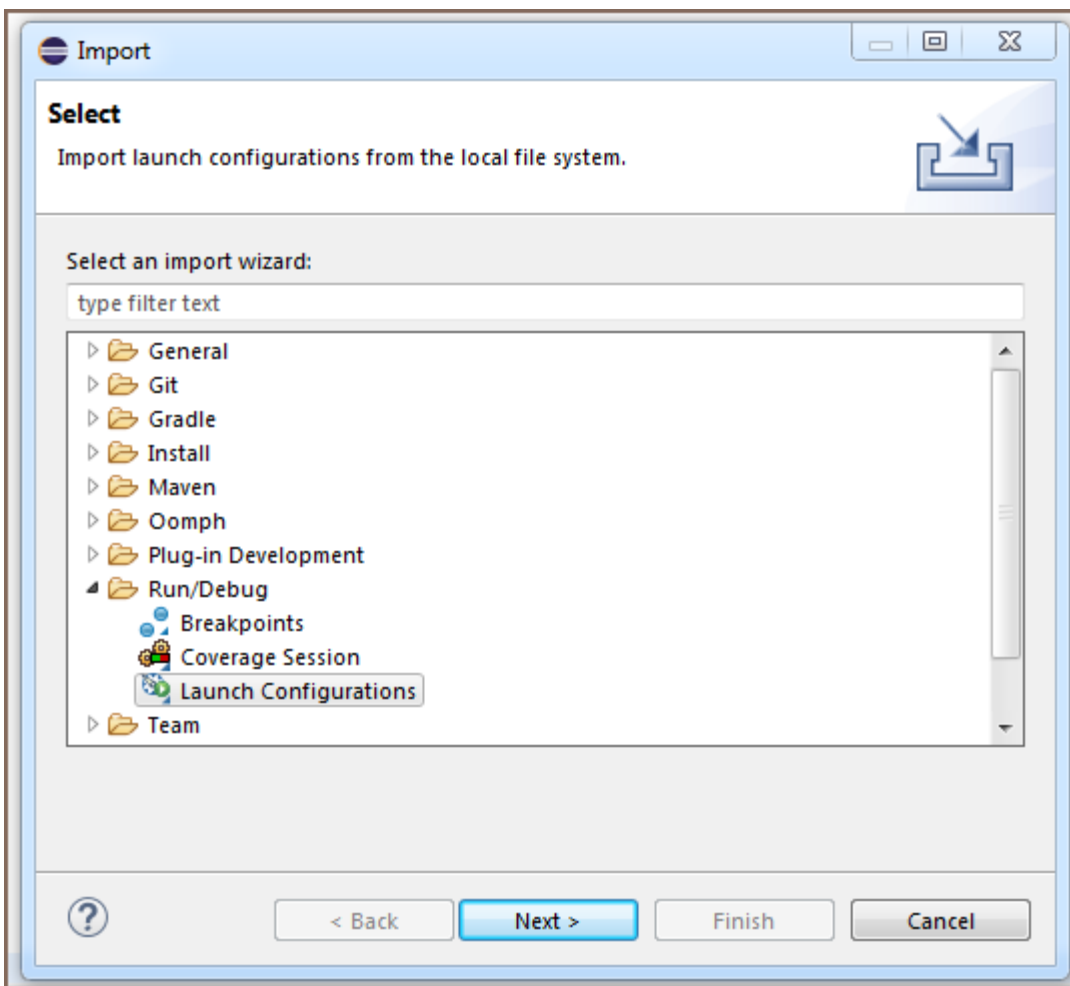 Import
Select
Import launch configurations from the local file system.
Select an import wizard:
type filter text
General
Git
Gradle
Install
Maven
Oomph
Plug-in Development
Run/Debug
Breakpoints
Coverage Session
Launch Configurations
Team
?
< Back
Next >
Finish
Cancel